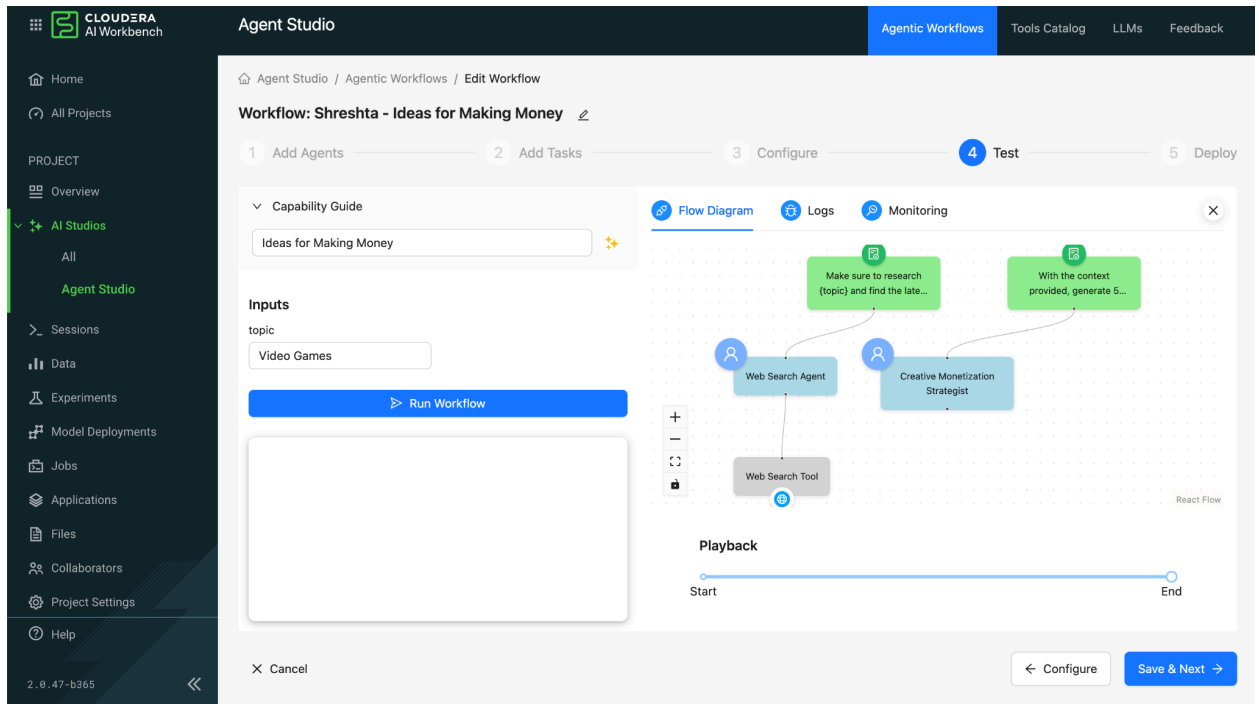 CLOUDERA
AI Workbench
Agent Studio
Agentic Workflows
Tools Catalog
LLMs
Feedback
Home
All Projects
PROJECT
Overview
AI Studios
All
Agent Studio
Sessions
Data
Experiments
Model Deployments
Jobs
Applications
Files
Collaborators
Project Settings
Help
2.0.47-b365
Agent Studio / Agentic Workflows / Edit Workflow
Workflow: Shreshta - Ideas for Making Money
1 Add Agents
2 Add Tasks
3 Configure
4 Test
5 Deploy
Capability Guide
Ideas for Making Money
Inputs
topic
Video Games
Run Workflow
Flow Diagram
Logs
Monitoring
Make sure to research
{topic} and find the late...
With the context
provided, generate 5...
Web Search Agent
Creative Monetization
Strategist
Web Search Tool
React Flow
Playback
Start
End
Cancel
Configure
Save & Next